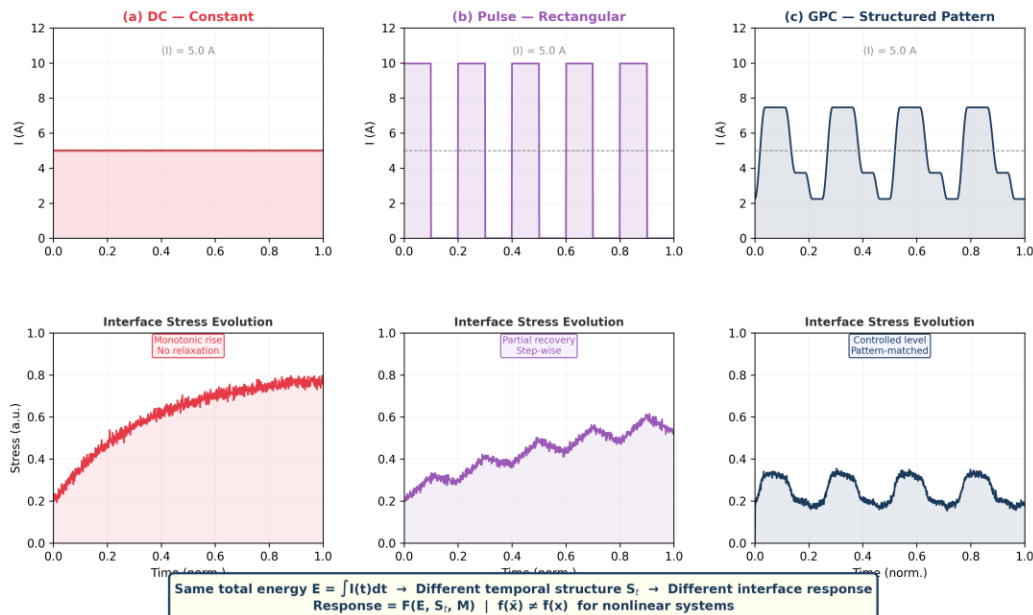 (a) DC — Constant
(b) Pulse — Rectangular
(c) GPC — Structured Pattern
12
10
8
6
4
2
0
I (A)
⟨I⟩ = 5.0 A
0.0 0.2 0.4 0.6 0.8 1.0
12
10
8
6
4
2
0
I (A)
⟨I⟩ = 5.0 A
0.0 0.2 0.4 0.6 0.8 1.0
12
10
8
6
4
2
0
I (A)
⟨I⟩ = 5.0 A
0.0 0.2 0.4 0.6 0.8 1.0
Interface Stress Evolution
Monotonic rise
No relaxation
1.0
0.8
0.6
0.4
0.2
0.0
Stress (a.u.)
0.0 0.2 0.4 0.6 0.8 1.0
Time (norm.)
Interface Stress Evolution
Partial recovery
Step-wise
1.0
0.8
0.6
0.4
0.2
0.0
0.0 0.2 0.4 0.6 0.8 1.0
Time (norm.)
Interface Stress Evolution
Controlled level
Pattern-matched
1.0
0.8
0.6
0.4
0.2
0.0
0.0 0.2 0.4 0.6 0.8 1.0
Time (norm.)
Same total energy E = ∫I(t)dt → Different temporal structure Sₜ → Different interface response
Response = F(E, Sₜ, M) | f(x̄) ≠ f̄(x) for nonlinear systems